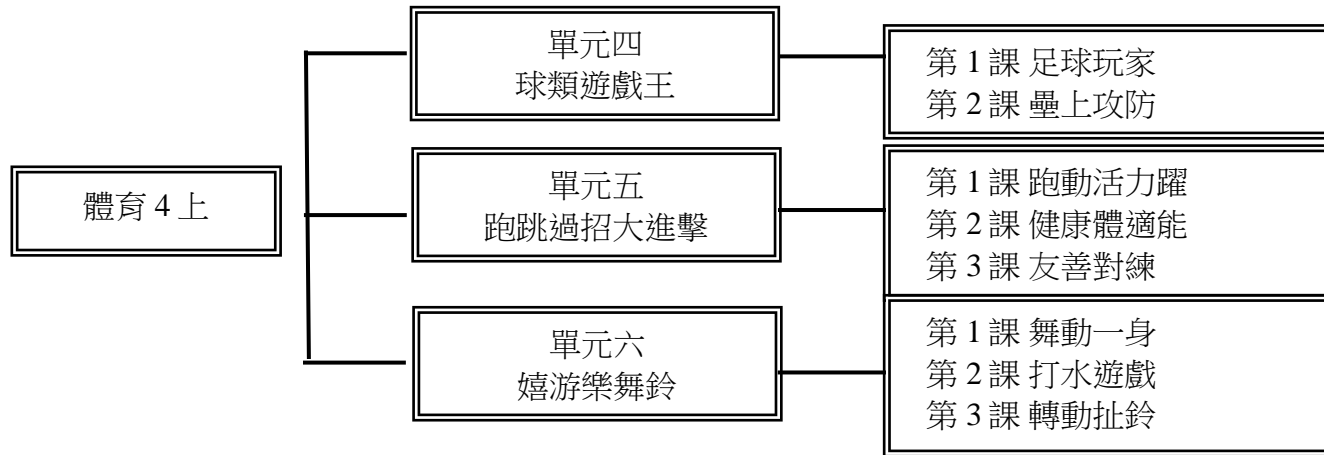 體育 4 上
單元四
球類遊戲王
第 1 課 足球玩家
第 2 課 壘上攻防
單元五
跑跳過招大進擊
第 1 課 跑動活力躍
第 2 課 健康體適能
第 3 課 友善對練
單元六
嬉游樂舞鈴
第 1 課 舞動一身
第 2 課 打水遊戲
第 3 課 轉動扯鈴